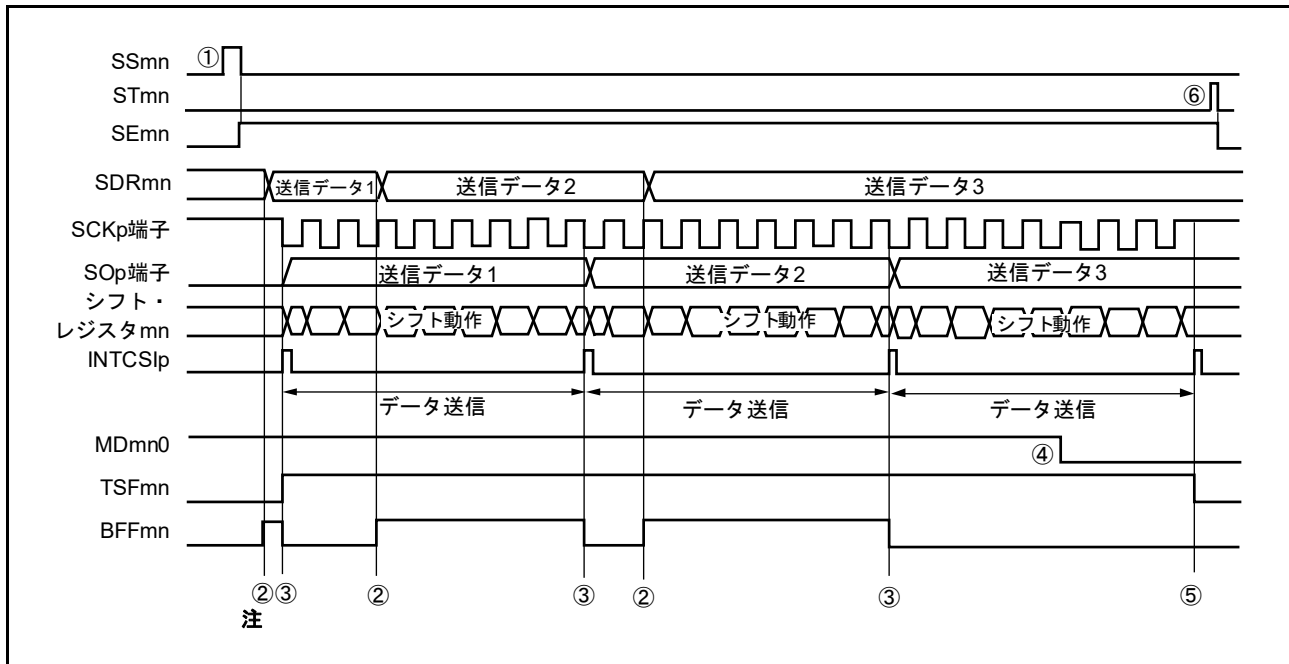 SSmn ①
STmn ⑥
SEmn
SDRmn 送信データ1 送信データ2 送信データ3
SCKp端子
SOp端子 送信データ1 送信データ2 送信データ3
シフト・
レジスタmn シフト動作 シフト動作 シフト動作
INTCSIp
データ送信 データ送信 データ送信
MDmn0 ④
TSFmn
BFFmn
②③ ② ③ ② ③ ⑤
注